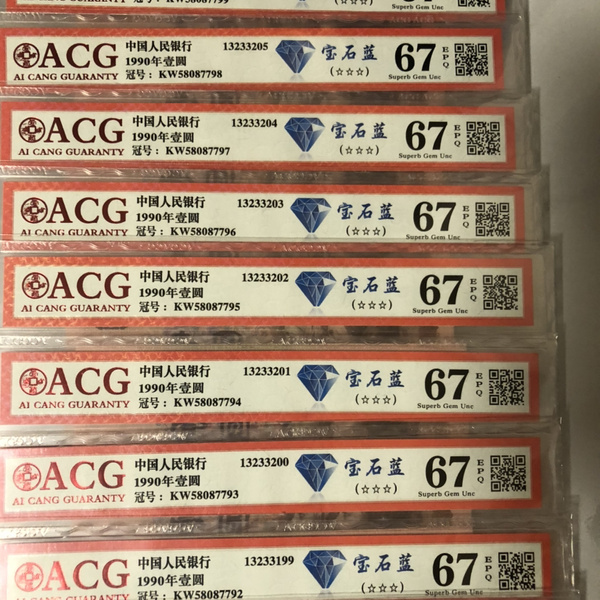 冠号: KW58087799
Superb Gem Unc
ACG
AI CANG GUARANTY
中国人民银行
1990年壹圆
冠号: KW58087798
13233205
宝石蓝
(☆☆☆)
67
EPQ
Superb Gem Unc
ACG
AI CANG GUARANTY
中国人民银行
1990年壹圆
冠号: KW58087797
13233204
宝石蓝
(☆☆☆)
67
EPQ
Superb Gem Unc
ACG
AI CANG GUARANTY
中国人民银行
1990年壹圆
冠号: KW58087796
13233203
宝石蓝
(☆☆☆)
67
EPQ
Superb Gem Unc
ACG
AI CANG GUARANTY
中国人民银行
1990年壹圆
冠号: KW58087795
13233202
宝石蓝
(☆☆☆)
67
EPQ
Superb Gem Unc
ACG
AI CANG GUARANTY
中国人民银行
1990年壹圆
冠号: KW58087794
13233201
宝石蓝
(☆☆☆)
67
EPQ
Superb Gem Unc
ACG
AI CANG GUARANTY
中国人民银行
1990年壹圆
冠号: KW58087793
13233200
宝石蓝
(☆☆☆)
67
EPQ
Superb Gem Unc
ACG
AI CANG GUARANTY
中国人民银行
1990年壹圆
冠号: KW58087792
13233199
宝石蓝
(☆☆☆)
67
EPQ
Superb Gem Unc